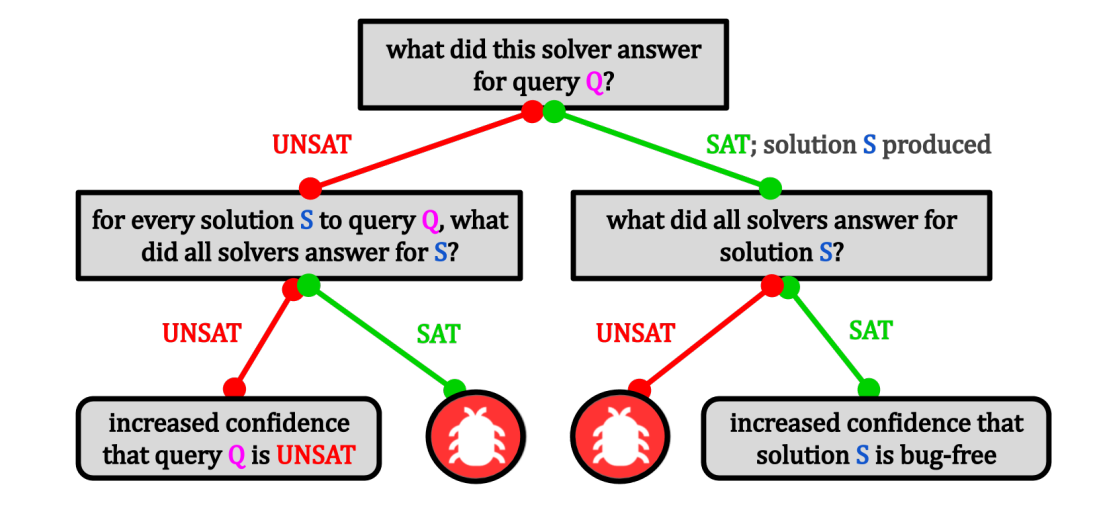 what did this solver answer
for query Q?
UNSAT
SAT; solution S produced
for every solution S to query Q, what
did all solvers answer for S?
what did all solvers answer for
solution S?
UNSAT
SAT
UNSAT
SAT
increased confidence
that query Q is UNSAT
increased confidence that
solution S is bug-free